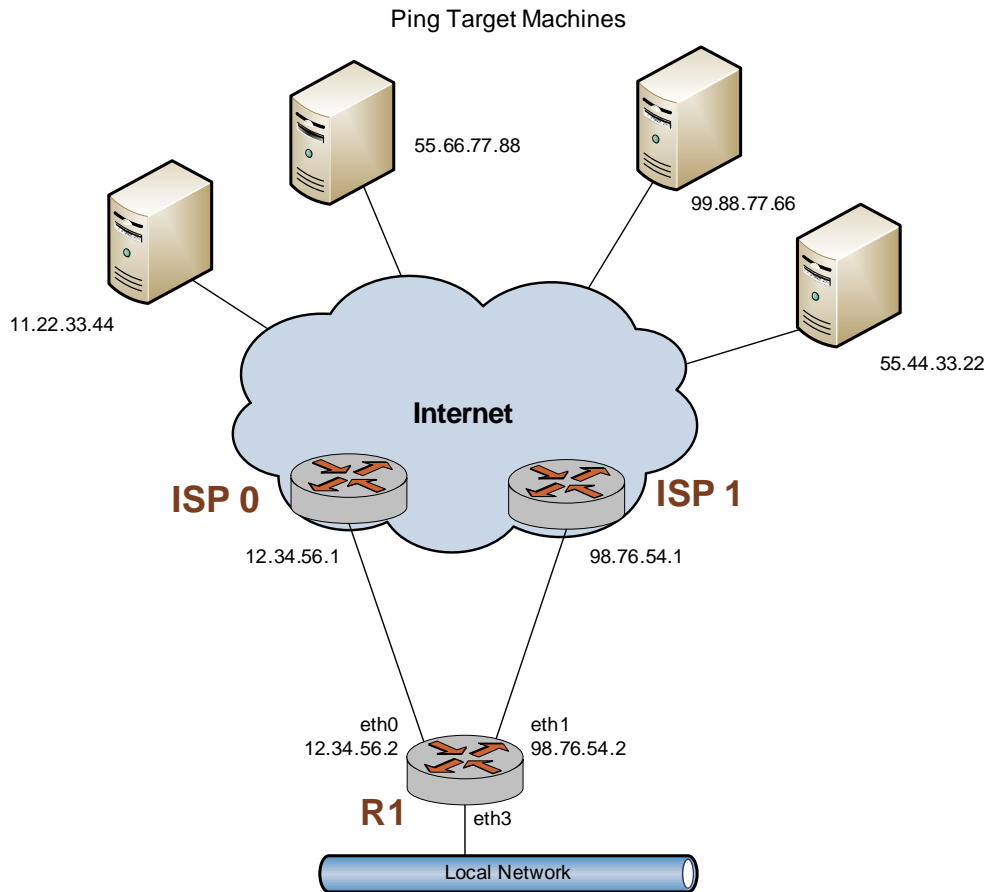 Ping Target Machines
55.66.77.88
99.88.77.66
11.22.33.44
55.44.33.22
Internet
ISP 0
ISP 1
12.34.56.1
98.76.54.1
eth0
12.34.56.2
eth1
98.76.54.2
R1
eth3
Local Network